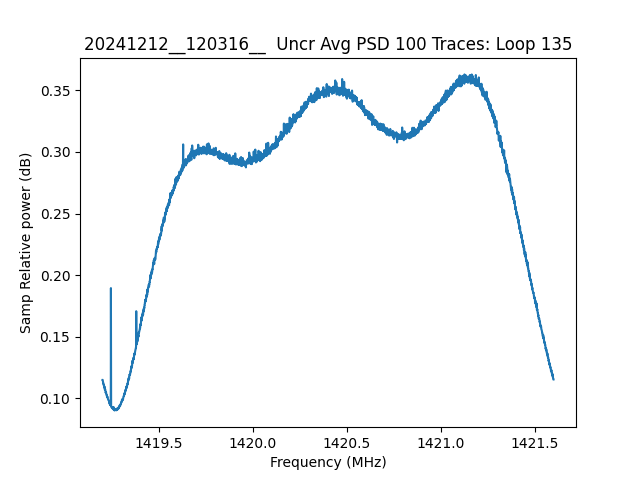 20241212__120316__  Uncr Avg PSD 100 Traces: Loop 135
0.35
0.30
0.25
0.20
0.15
0.10
Samp Relative power (dB)
1419.5 1420.0 1420.5 1421.0 1421.5
Frequency (MHz)